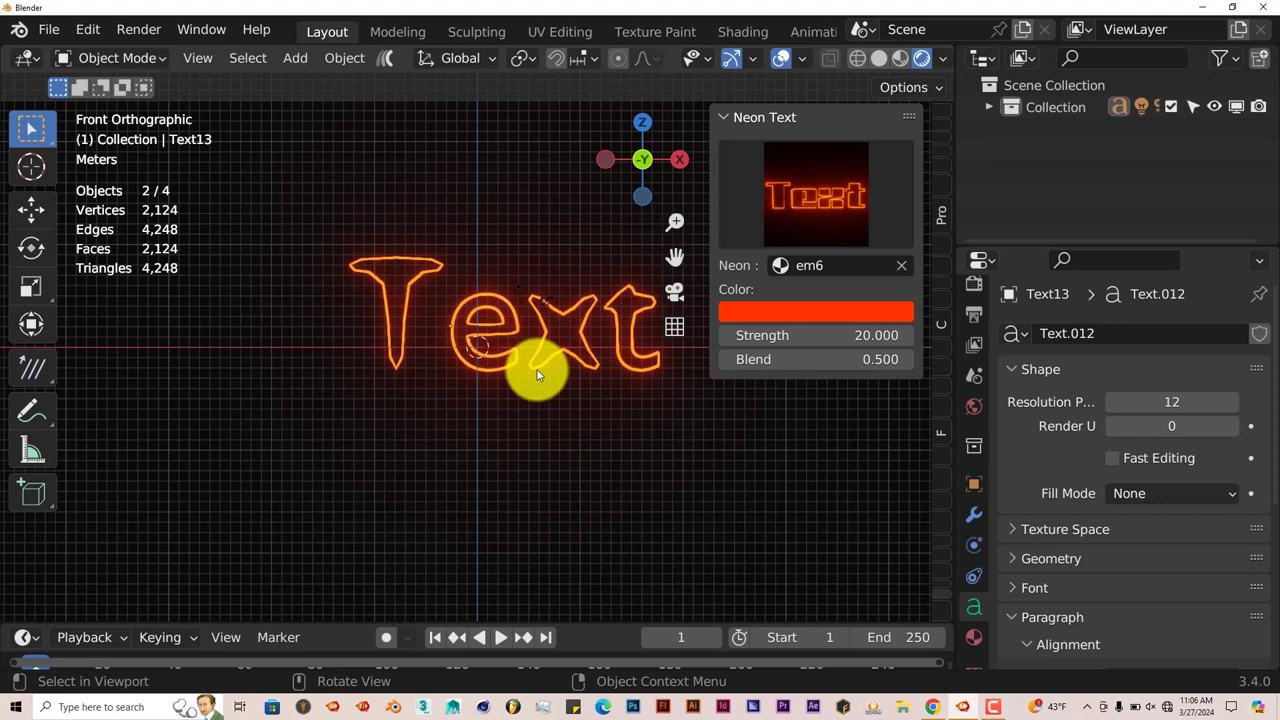 Blender
File Edit Render Window Help Layout Modeling Sculpting UV Editing Texture Paint Shading Animati Scene ViewLayer
Object Mode View Select Add Object Global
Options
Front Orthographic
(1) Collection | Text13
Meters
Objects 2 / 4
Vertices 2,124
Edges 4,248
Faces 2,124
Triangles 4,248
Z
-Y
X
Text
Neon Text
Text
Neon : em6
Color:
Strength 20.000
Blend 0.500
Pro
C
F
Scene Collection
Collection
Text13 Text.012
Text.012
Shape
Resolution P... 12
Render U 0
Fast Editing
Fill Mode None
Texture Space
Geometry
Font
Paragraph
Alignment
Playback Keying View Marker 1 Start 1 End 250
Select in Viewport Rotate View Object Context Menu 3.4.0
Type here to search 43°F 11:06 AM
3/27/2024